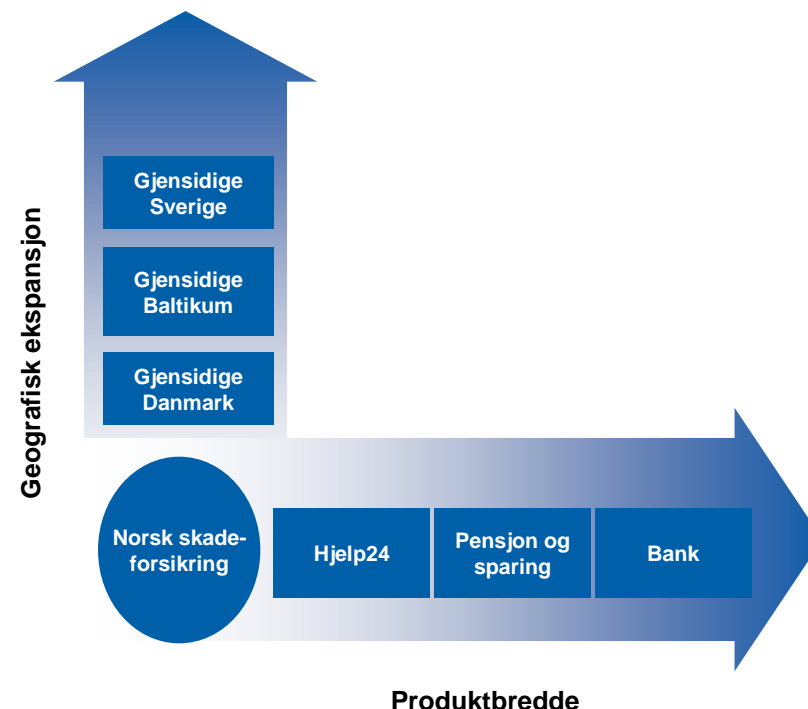 Geografisk ekspansjon
Gjensidige
Sverige
Gjensidige
Baltikum
Gjensidige
Danmark
Norsk skade-
forsikring
Hjelp24
Pensjon og
sparing
Bank
Produktbredde